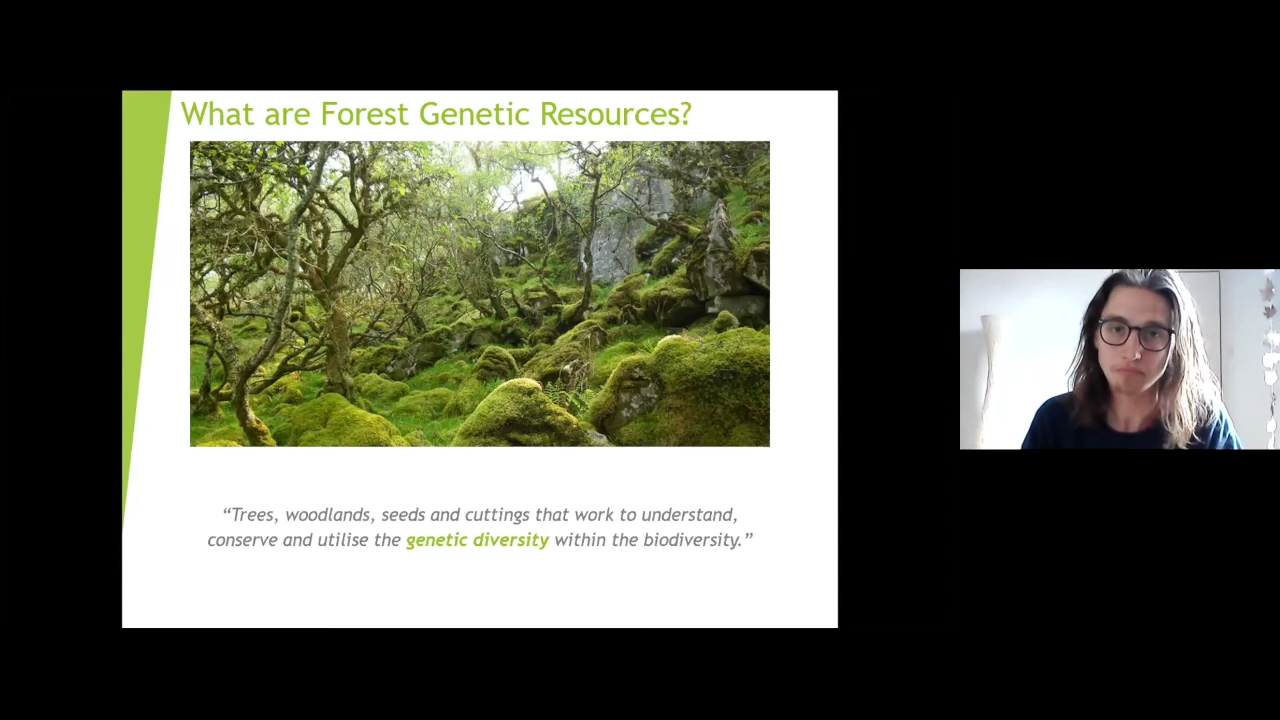 What are Forest Genetic Resources?
“Trees, woodlands, seeds and cuttings that work to understand,
conserve and utilise the genetic diversity within the biodiversity.”